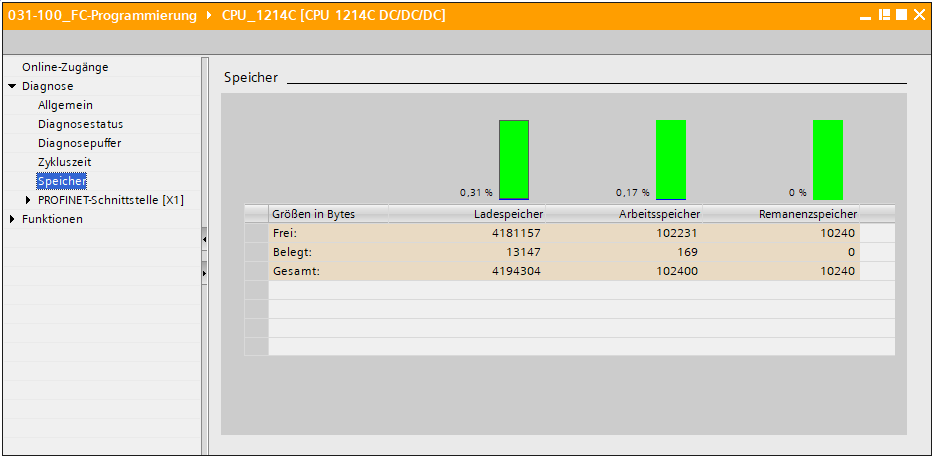 031-100_FC-Programmierung ▸ CPU_1214C [CPU 1214C DC/DC/DC]
Online-Zugänge
Diagnose
Allgemein
Diagnosestatus
Diagnosepuffer
Zykluszeit
Speicher
PROFINET-Schnittstelle [X1]
Funktionen
Speicher
0,31 % 0,17 % 0 %
Größen in Bytes Ladespeicher Arbeitsspeicher Remanenzspeicher
Frei: 4181157 102231 10240
Belegt: 13147 169 0
Gesamt: 4194304 102400 10240